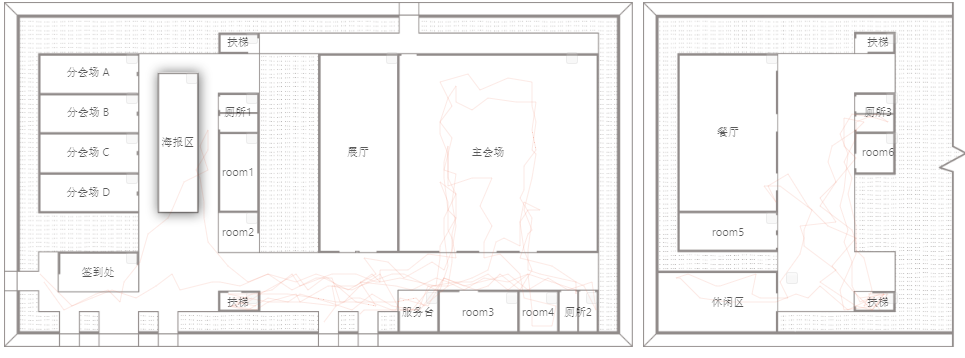 扶梯
分会场 A
分会场 B
分会场 C
分会场 D
海报区
厕所1
room1
room2
展厅
主会场
签到处
扶梯
服务台
room3
room4
厕所2
扶梯
餐厅
厕所3
room6
room5
休闲区
扶梯